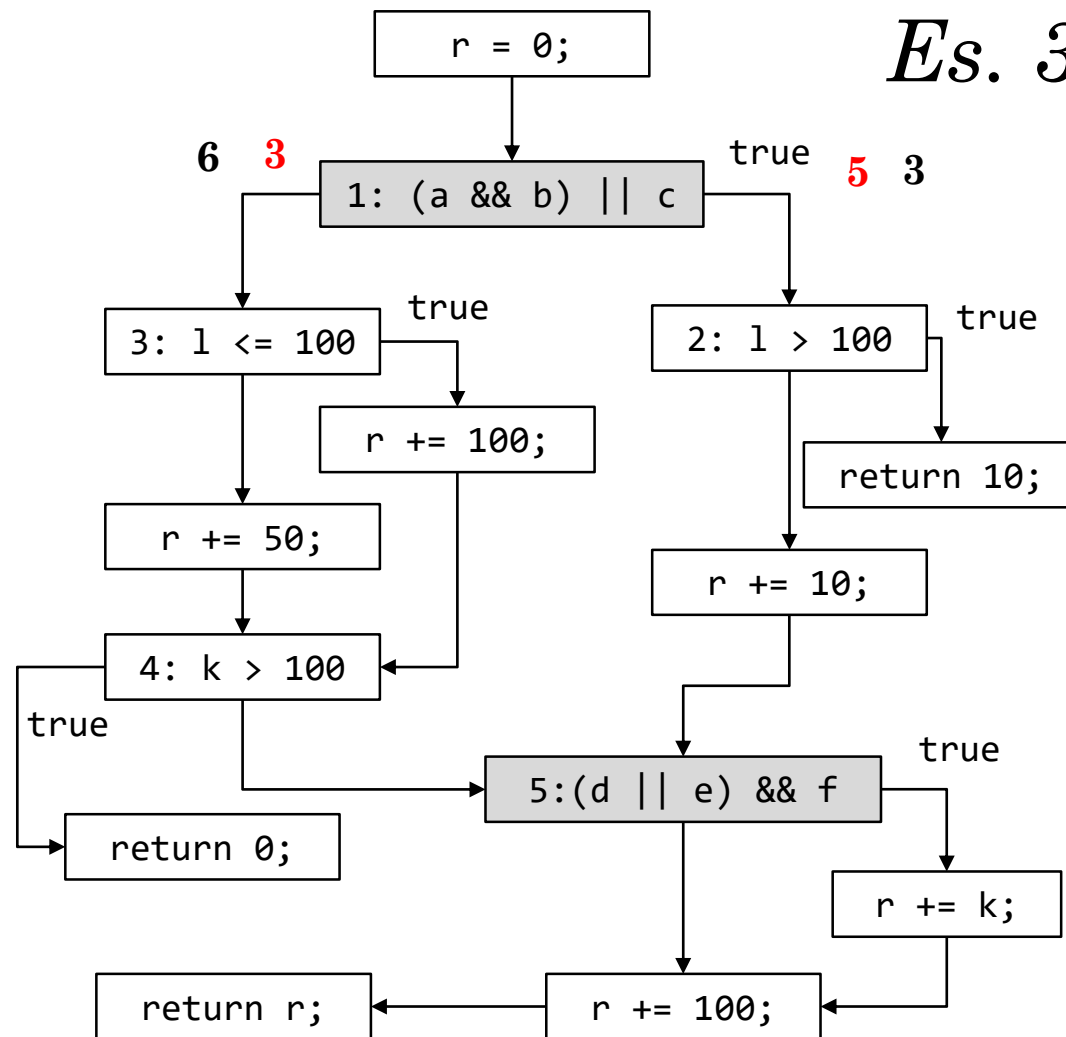 r = 0;
Es. 3
6 3
true
5 3
1: (a && b) || c
true
true
3: l <= 100
2: l > 100
r += 100;
return 10;
r += 50;
r += 10;
4: k > 100
true
true
5:(d || e) && f
return 0;
r += k;
return r;
r += 100;